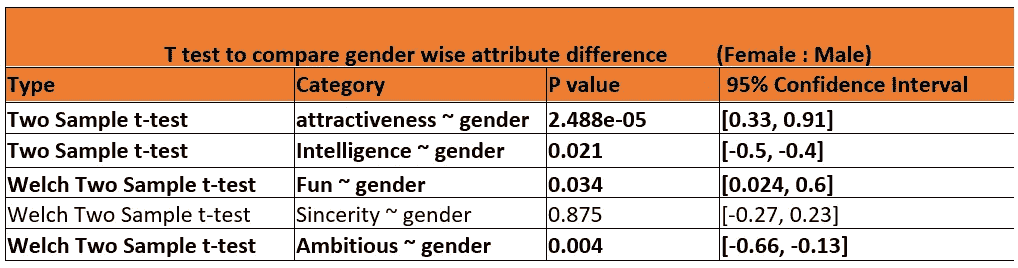 T test to compare gender wise attribute difference (Female : Male)
Type Category P value 95% Confidence Interval
Two Sample t-test attractiveness ~ gender 2.488e-05 [0.33, 0.91]
Two Sample t-test Intelligence ~ gender 0.021 [-0.5, -0.4]
Welch Two Sample t-test Fun ~ gender 0.034 [0.024, 0.6]
Welch Two Sample t-test Sincerity ~ gender 0.875 [-0.27, 0.23]
Welch Two Sample t-test Ambitious ~ gender 0.004 [-0.66, -0.13]